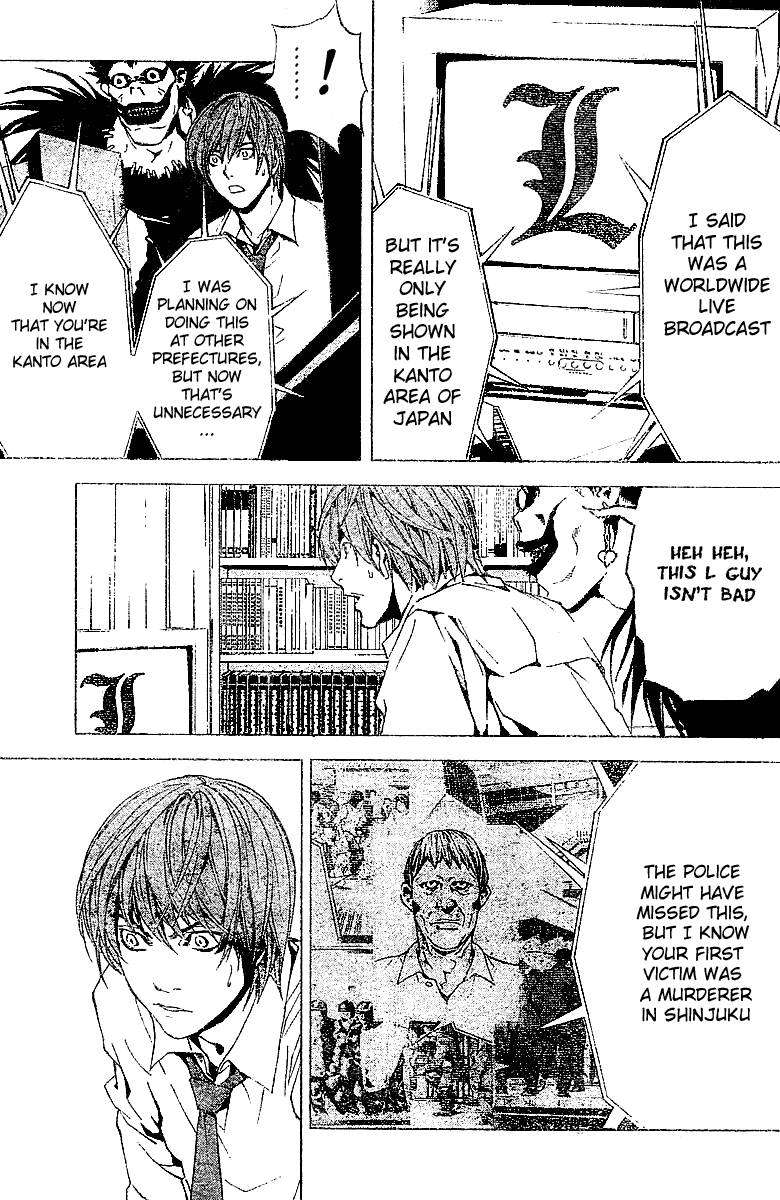 L
I SAID
THAT THIS
WAS A
WORLDWIDE
LIVE
BROADCAST
BUT IT'S
REALLY
ONLY
BEING
SHOWN
IN THE
KANTO
AREA OF
JAPAN
......!
I WAS
PLANNING ON
DOING THIS
AT OTHER
PREFECTURES,
BUT NOW
THAT'S
UNNECESSARY
...
I KNOW
NOW
THAT YOU'RE
IN THE
KANTO AREA
HEH HEH,
THIS L GUY
ISN'T BAD
L
THE POLICE
MIGHT HAVE
MISSED THIS,
BUT I KNOW
YOUR FIRST
VICTIM WAS
A MURDERER
IN SHINJUKU